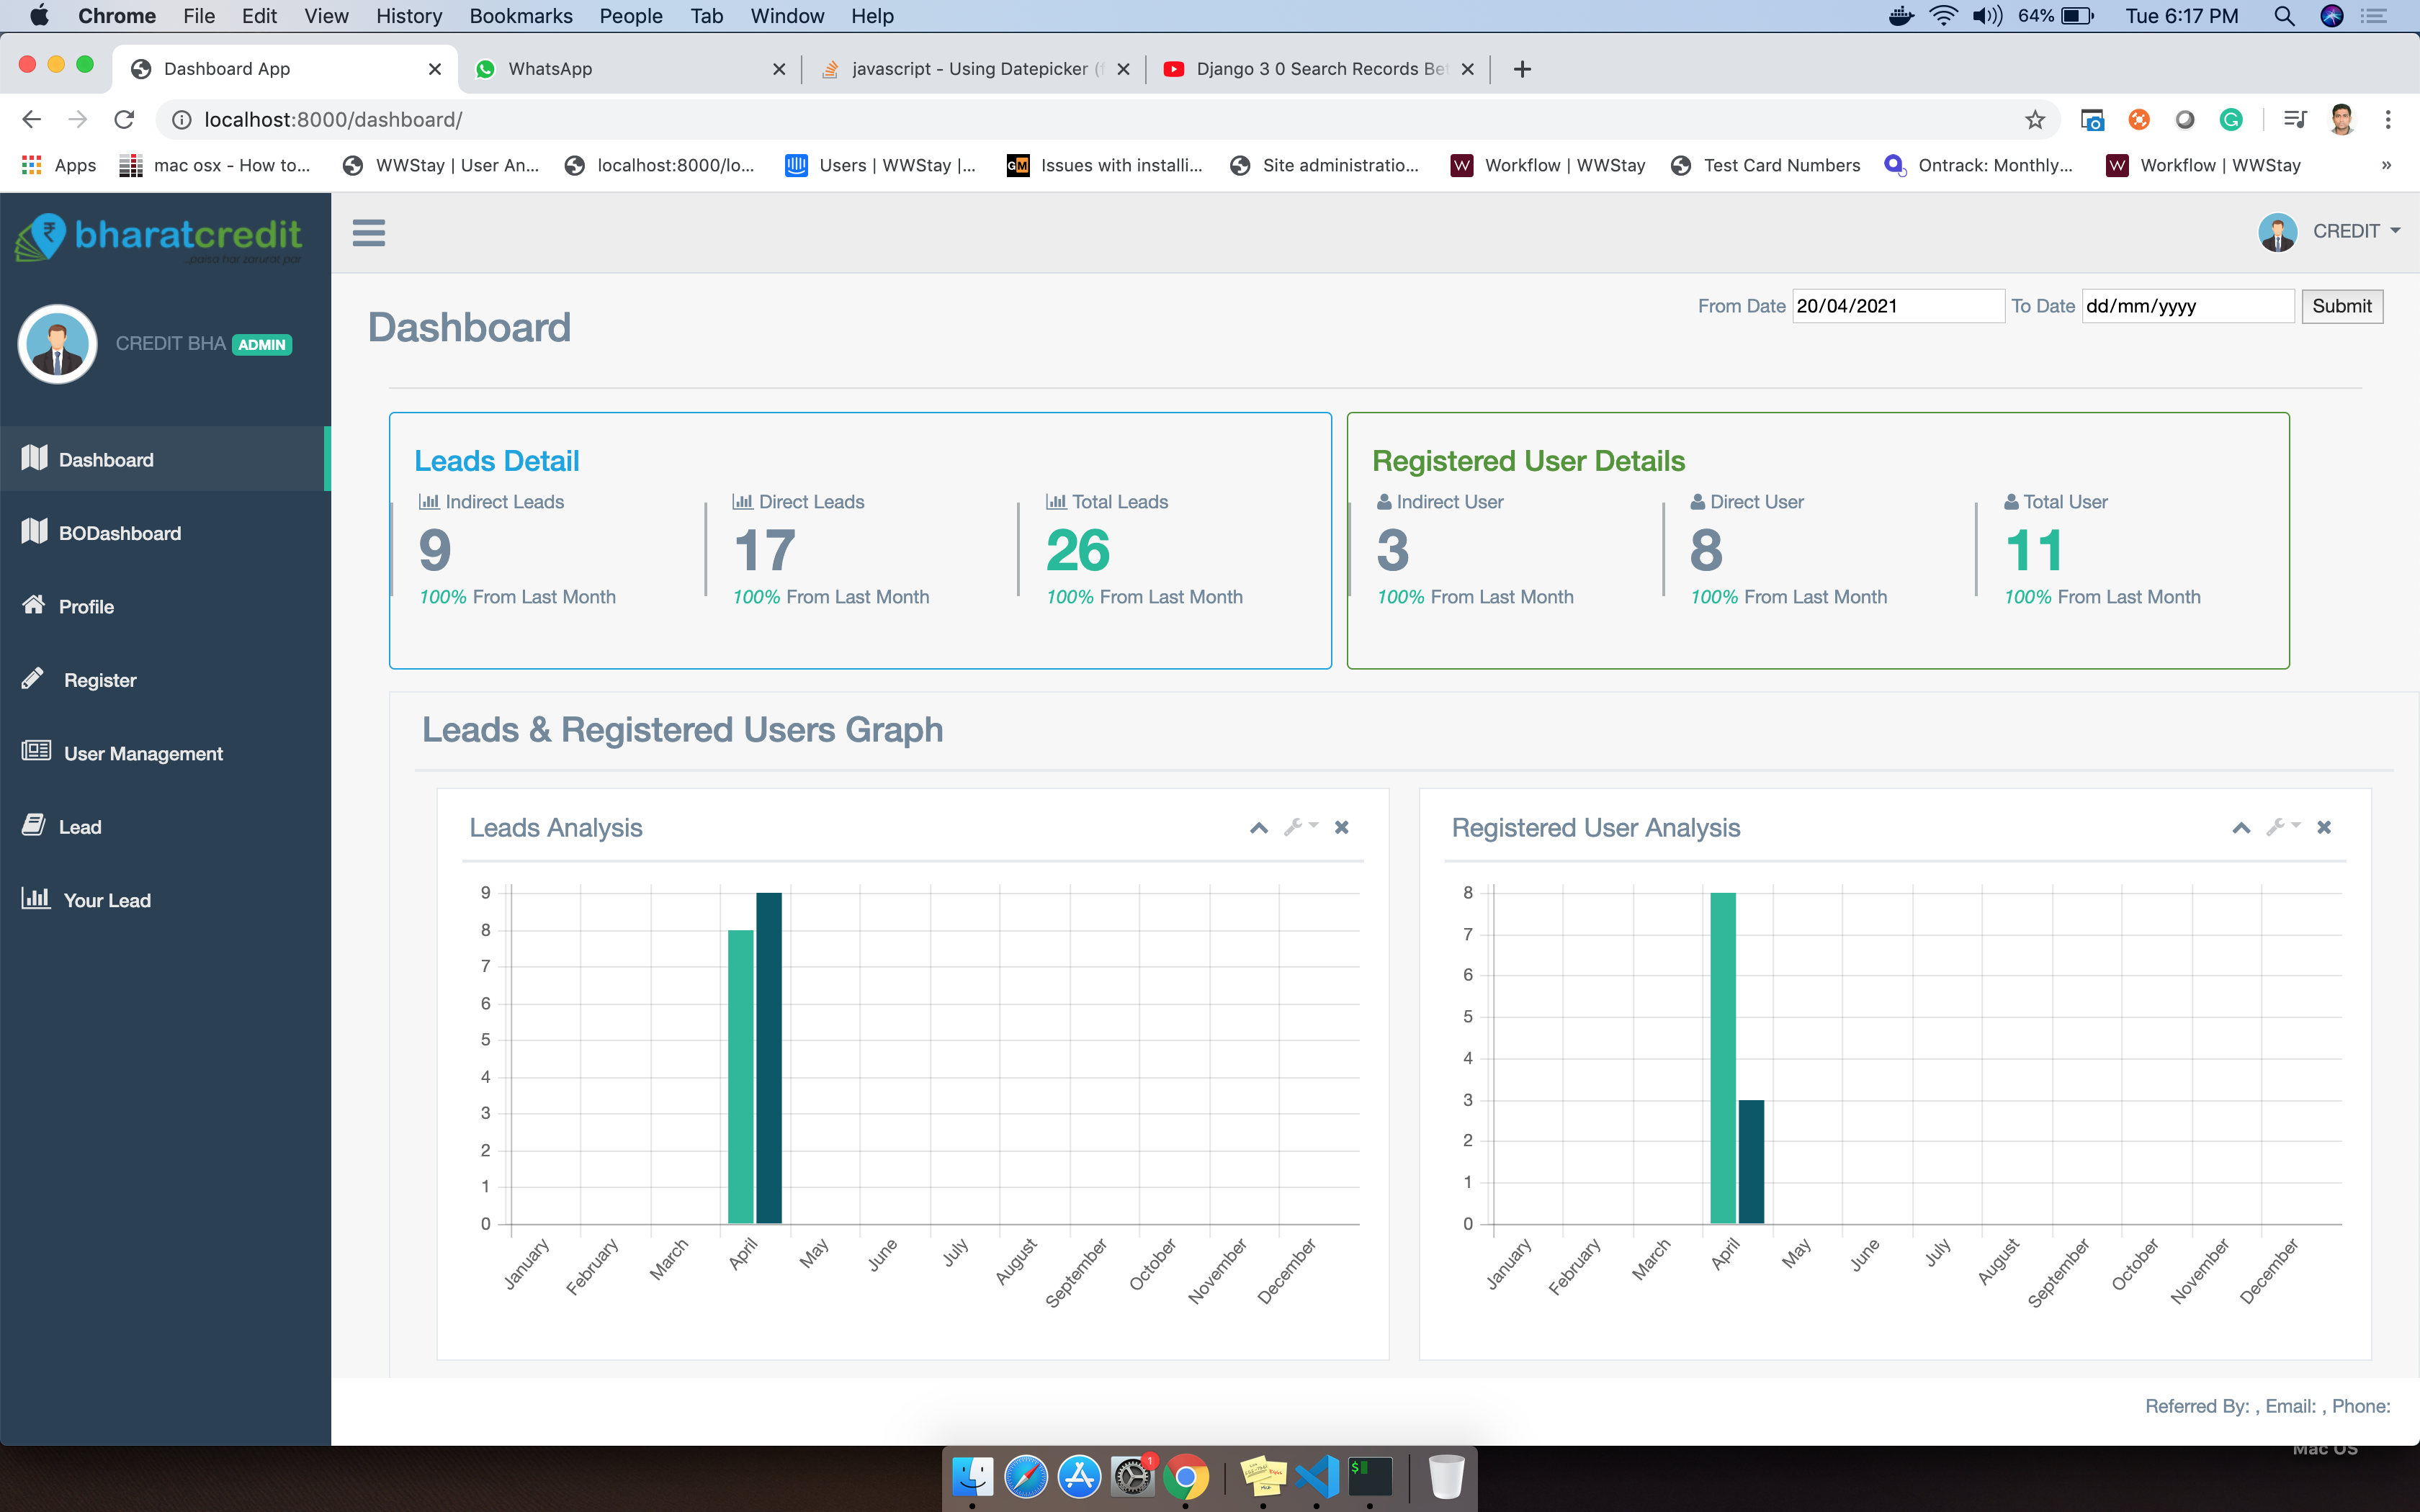 Chrome File Edit View History Bookmarks People Tab Window Help 64% Tue 6:17 PM
Dashboard App WhatsApp javascript - Using Datepicker ( Django 3 0 Search Records Be
localhost:8000/dashboard/
Apps mac osx - How to... WWStay | User An... localhost:8000/lo... Users | WWStay |... GM Issues with installi... Site administratio... W Workflow | WWStay Test Card Numbers Ontrack: Monthly... W Workflow | WWStay »
bharatcredit
..paisa har zarurat par
CREDIT
CREDIT BHA ADMIN
Dashboard
BODashboard
Profile
Register
User Management
Lead
Your Lead
Dashboard
From Date 20/04/2021 To Date dd/mm/yyyy Submit
Leads Detail
Indirect Leads Direct Leads Total Leads
9 17 26
100% From Last Month 100% From Last Month 100% From Last Month
Registered User Details
Indirect User Direct User Total User
3 8 11
100% From Last Month 100% From Last Month 100% From Last Month
Leads & Registered Users Graph
Leads Analysis
9
8
7
6
5
4
3
2
1
0
January February March April May June July August September October November December
Registered User Analysis
8
7
6
5
4
3
2
1
0
January February March April May June July August September October November December
Referred By: , Email: , Phone:
Mac OS
1
$